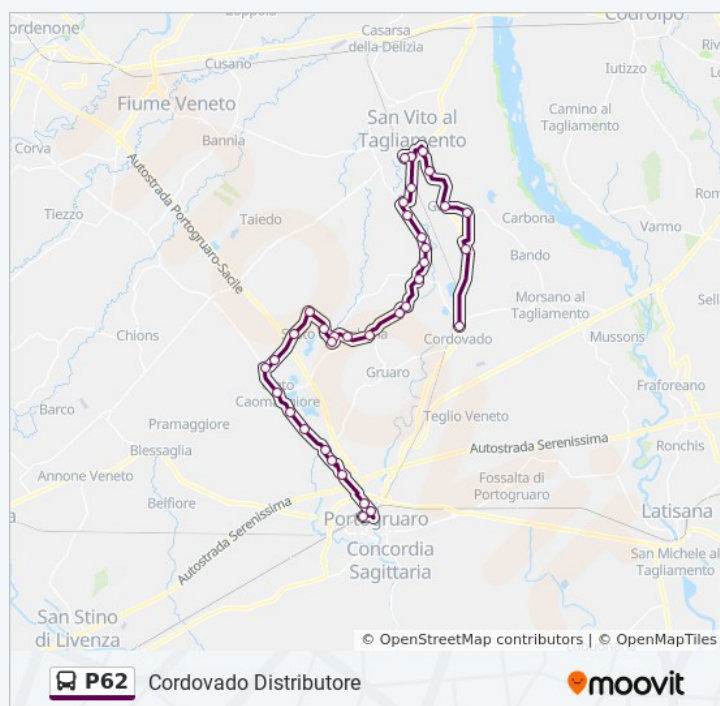 Codroipo
ordenone
Casarsa
della Delizia
Cusano
Iutizzo
Fiume Veneto
Camino al
Tagliamento
San Vito al
Tagliamento
Corva
Bannia
Autostrada Portogruaro-Sacile
Tiezzo
Taiedo
Carbona
Varmo
Bando
Morsano al
Tagliamento
Chions
Cordovado
Mussons
Gruaro
Fraforeano
Barco
Caomaggiore
Pramaggiore
Teglio Veneto
Blessaglia
Autostrada Serenissima
Ronchis
Annone Veneto
Fossalta di
Portogruaro
Belfiore
Latisana
Portogruaro
Autostrada Serenissima
Concordia
Sagittaria
San Michele al
Tagliamento
San Stino
di Livenza
© OpenStreetMap contributors | © OpenMapTiles
P62 Cordovado Distributore moovit